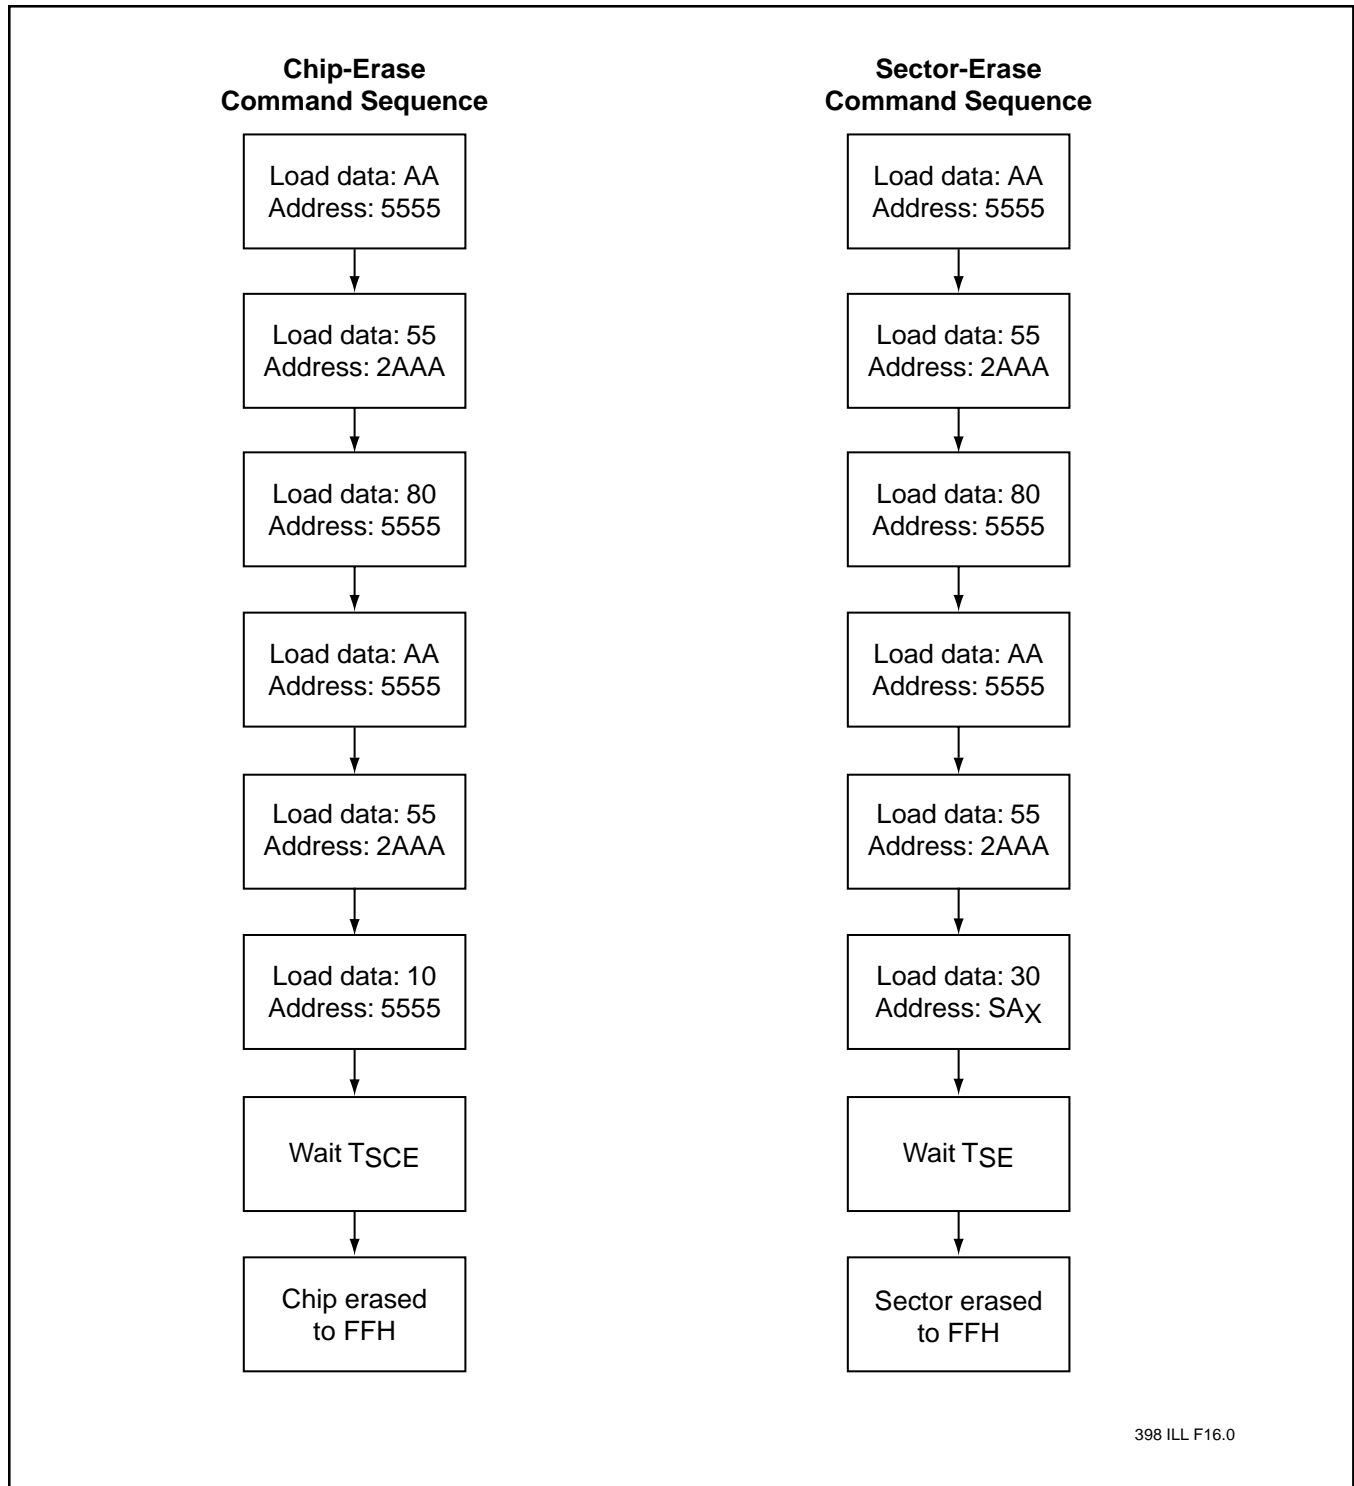 Chip-Erase
Command Sequence
Load data: AA
Address: 5555
Load data: 55
Address: 2AAA
Load data: 80
Address: 5555
Load data: AA
Address: 5555
Load data: 55
Address: 2AAA
Load data: 10
Address: 5555
Wait TSCE
Chip erased
to FFH
Sector-Erase
Command Sequence
Load data: AA
Address: 5555
Load data: 55
Address: 2AAA
Load data: 80
Address: 5555
Load data: AA
Address: 5555
Load data: 55
Address: 2AAA
Load data: 30
Address: SAX
Wait TSE
Sector erased
to FFH
398 ILL F16.0